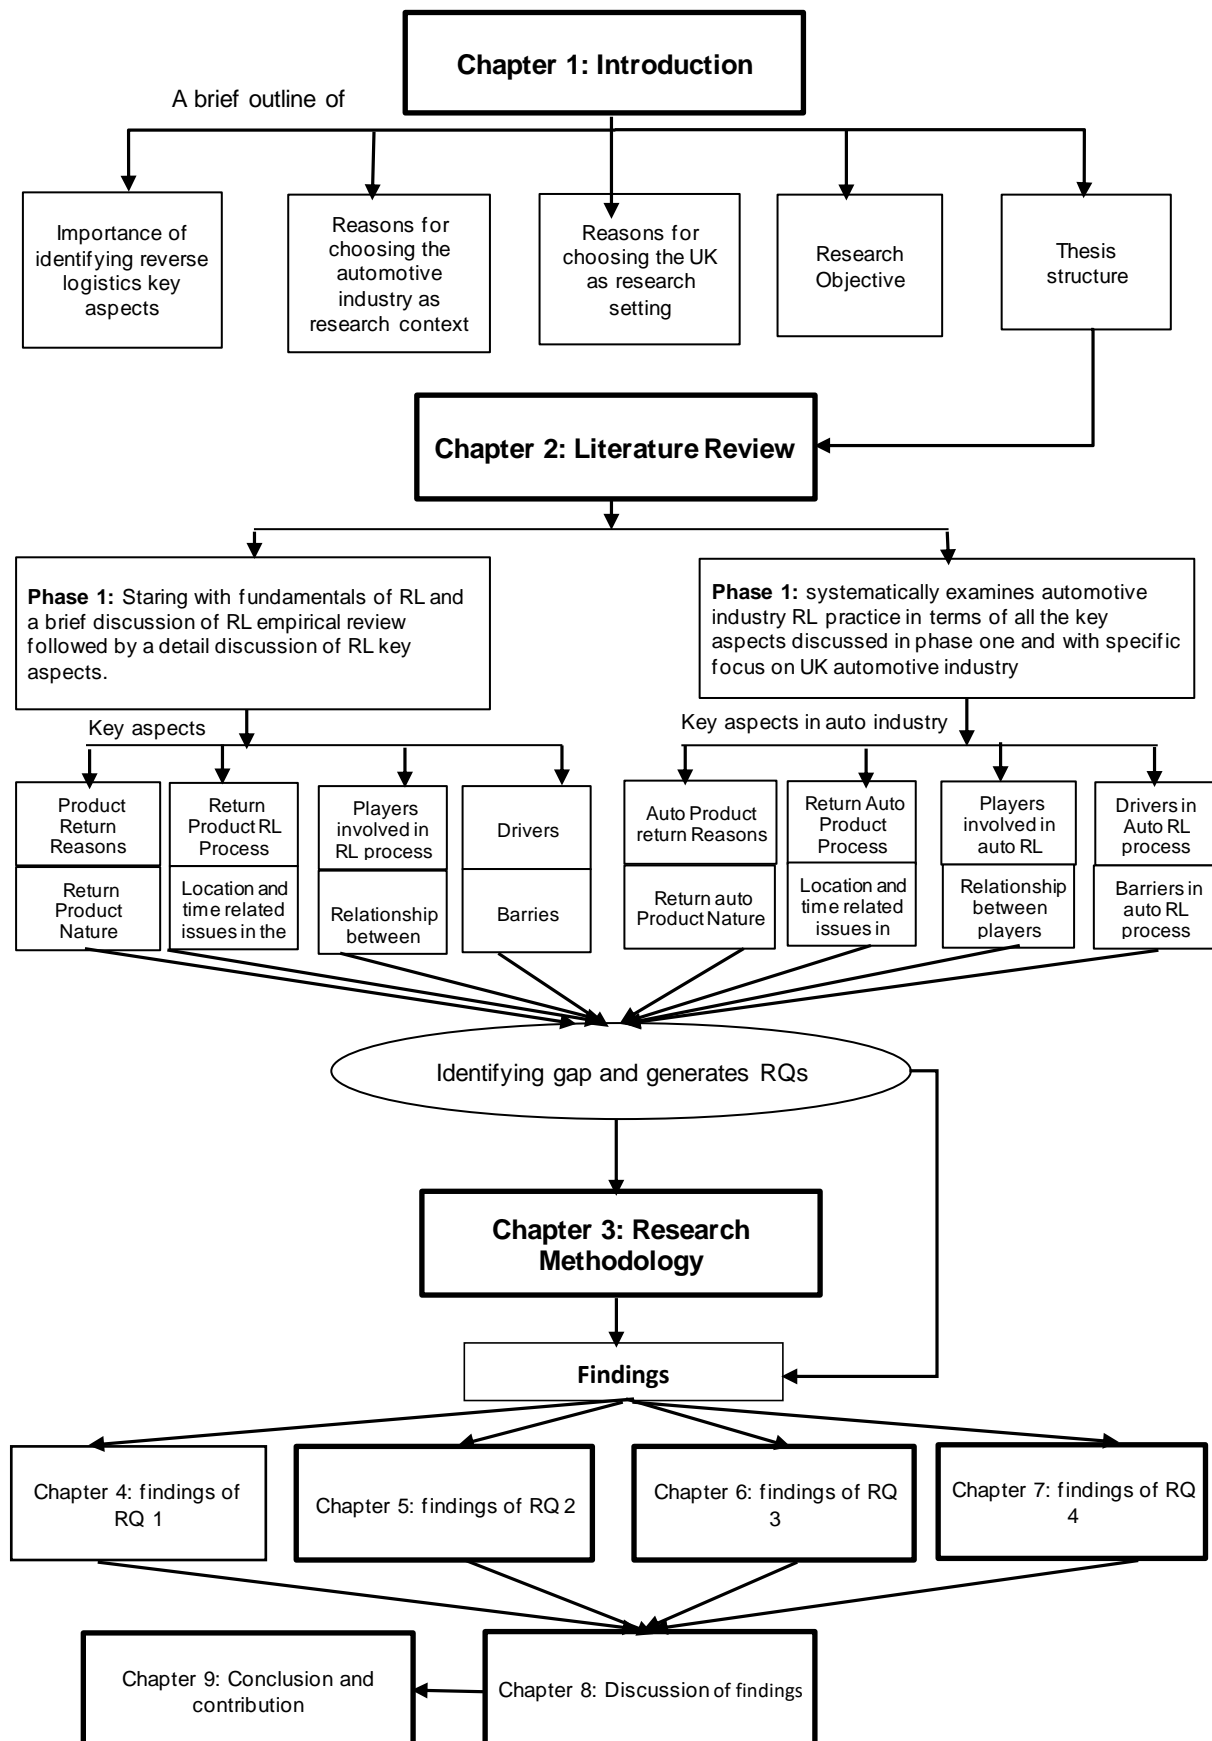 Chapter 1: Introduction
A brief outline of
Importance of
identifying reverse
logistics key
aspects
Reasons for
choosing the
automotive
industry as
research context
Reasons for
choosing the UK
as research
setting
Research
Objective
Thesis
structure
Chapter 2: Literature Review
Phase 1: Staring with fundamentals of RL and
a brief discussion of RL empirical review
followed by a detail discussion of RL key
aspects.
Phase 1: systematically examines automotive
industry RL practice in terms of all the key
aspects discussed in phase one and with specific
focus on UK automotive industry
Key aspects
Key aspects in auto industry
Product
Return
Reasons
Return
Product RL
Process
Players
involved in
RL process
Drivers
Return
Product
Nature
Location and
time related
issues in the
Relationship
between
Barries
Auto Product
return Reasons
Return Auto
Product
Process
Players
involved in
auto RL
Drivers in
Auto RL
process
Return auto
Product Nature
Location and
time related
issues in
Relationship
between
players
Barriers in
auto RL
process
Identifying gap and generates RQs
Chapter 3: Research
Methodology
Findings
Chapter 4: findings of
RQ 1
Chapter 5: findings of RQ 2
Chapter 6: findings of RQ
3
Chapter 7: findings of RQ
4
Chapter 9: Conclusion and
contribution
Chapter 8: Discussion of findings